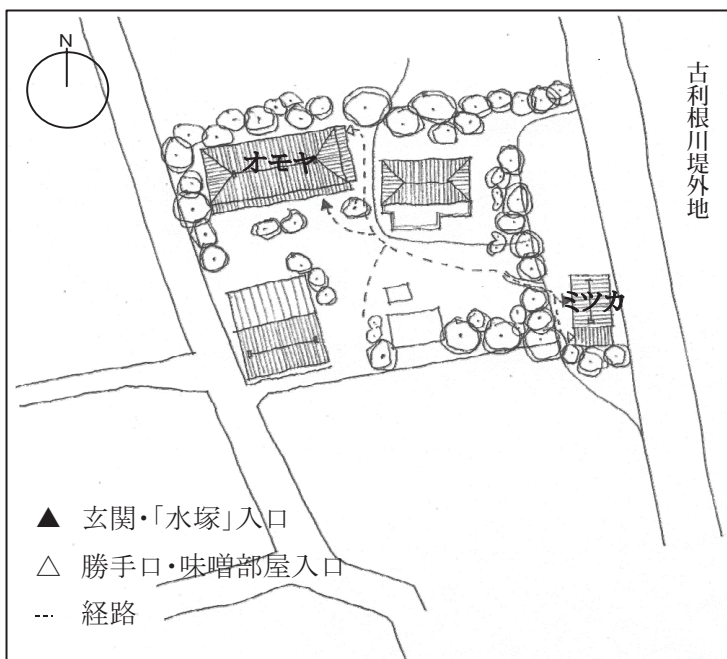 N
古利根川堤外地
オモヤ
ミツカ
▲ 玄関・「水塚」入口
△ 勝手口・味噌部屋入口
--- 経路